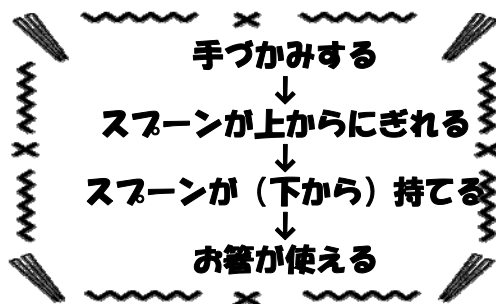 手づかみする
↓
スプーンが上からにぎれる
↓
スプーンが（下から）持てる
↓
お箸が使える